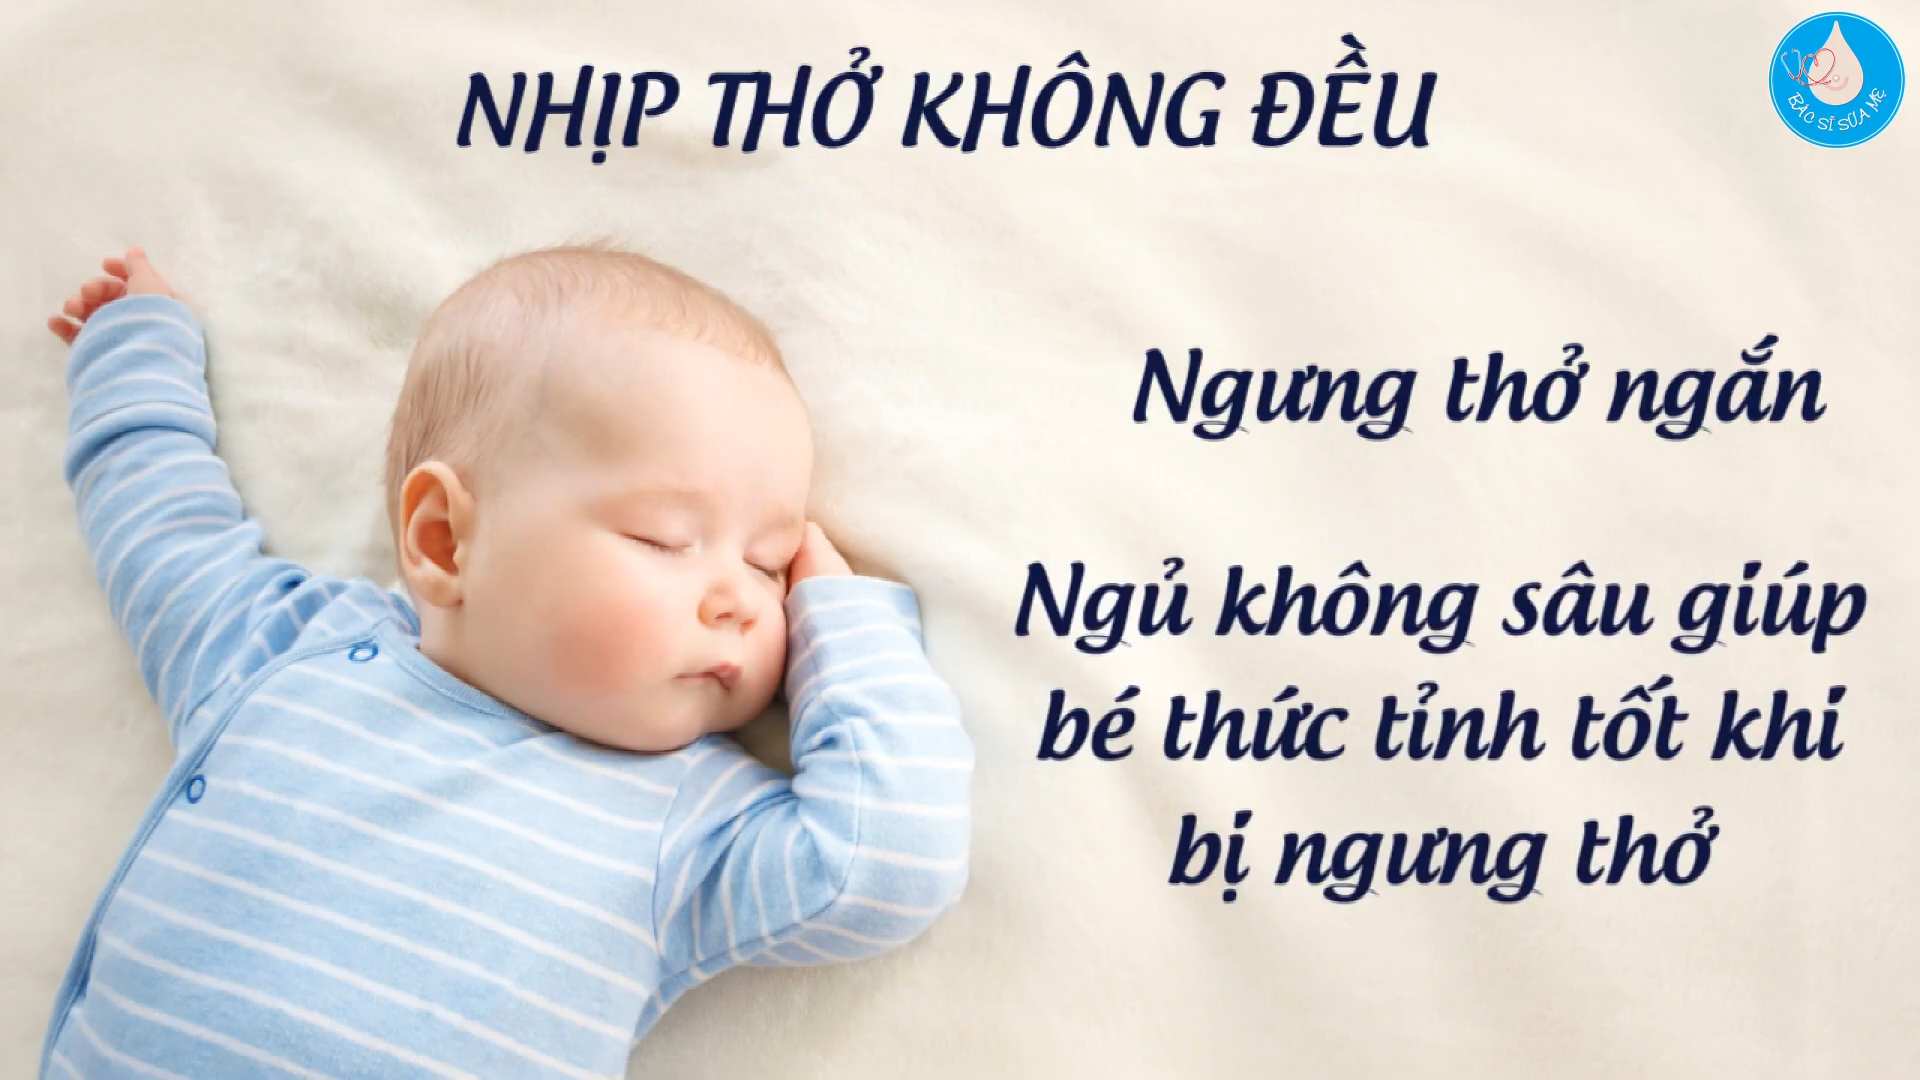 NHỊP THỞ KHÔNG ĐỀU
BÁC SĨ SỮA MẸ
Ngưng thở ngắn
Ngủ không sâu giúp
bé thức tỉnh tốt khi
bị ngưng thở